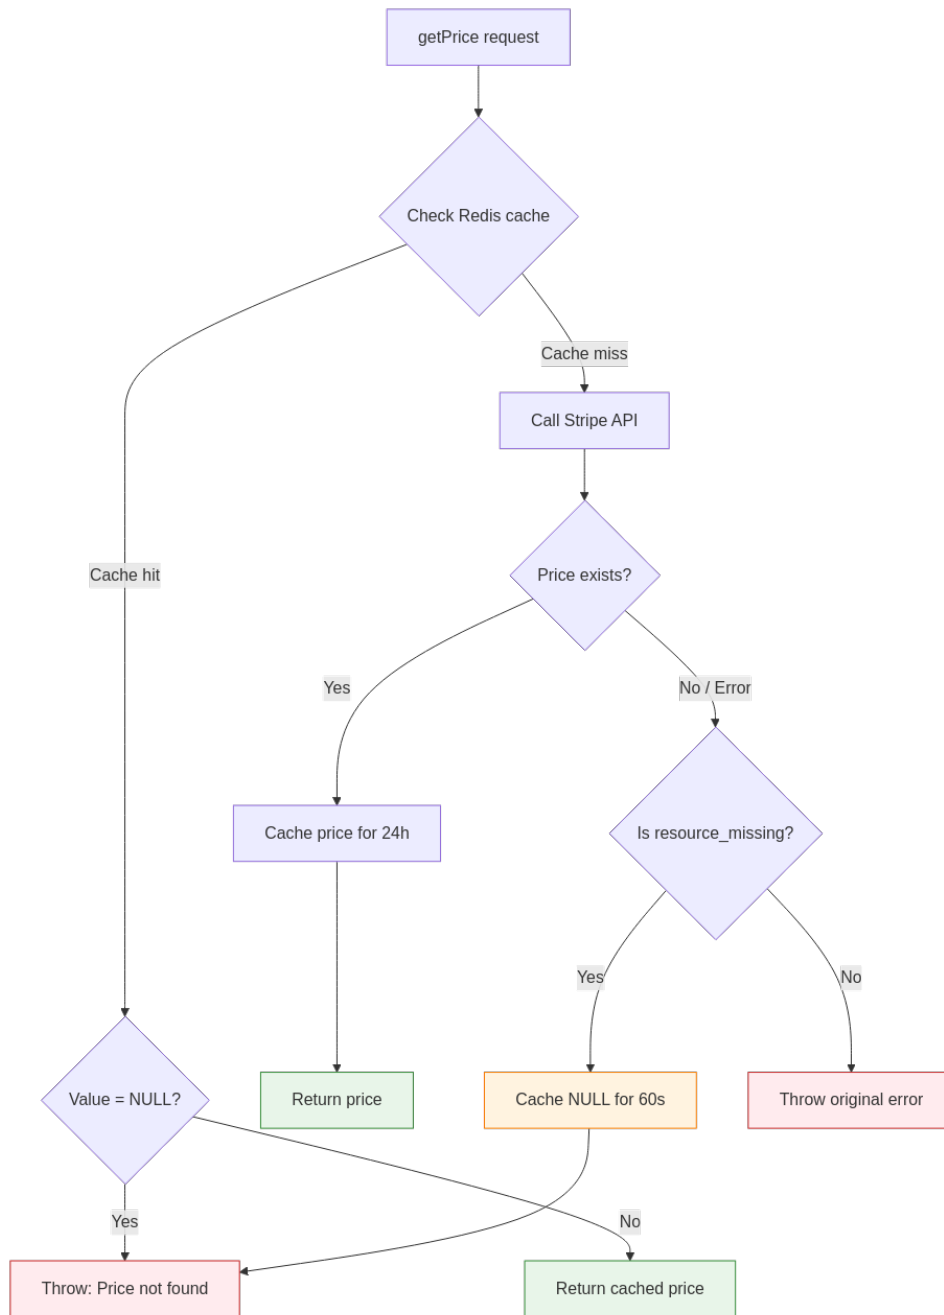 getPrice request
Check Redis cache
Cache miss
Call Stripe API
Cache hit
Price exists?
Yes
No / Error
Cache price for 24h
Is resource_missing?
Yes
No
Value = NULL?
Return price
Cache NULL for 60s
Throw original error
Yes
No
Throw: Price not found
Return cached price